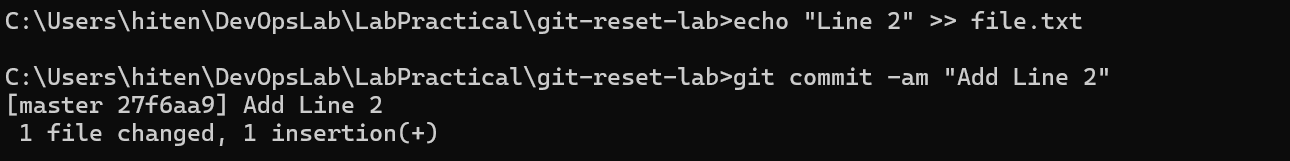 C:\Users\hiten\DevOpsLab\LabPractical\git-reset-lab>echo "Line 2" >> file.txt
C:\Users\hiten\DevOpsLab\LabPractical\git-reset-lab>git commit -am "Add Line 2"
[master 27f6aa9] Add Line 2
 1 file changed, 1 insertion(+)